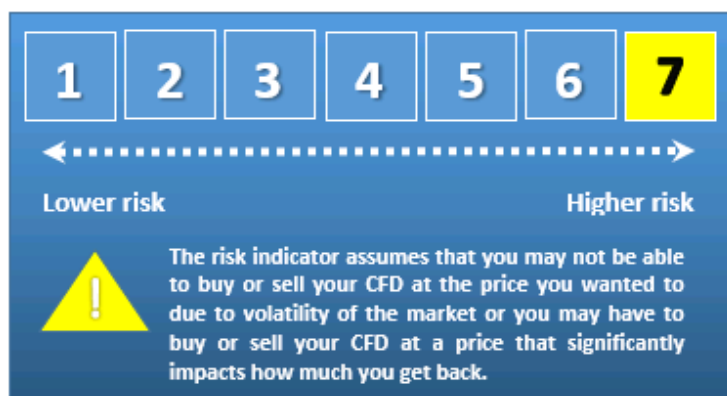 1 2 3 4 5 6 7
Lower risk Higher risk
!
The risk indicator assumes that you may not be able
to buy or sell your CFD at the price you wanted to
due to volatility of the market or you may have to
buy or sell your CFD at a price that significantly
impacts how much you get back.